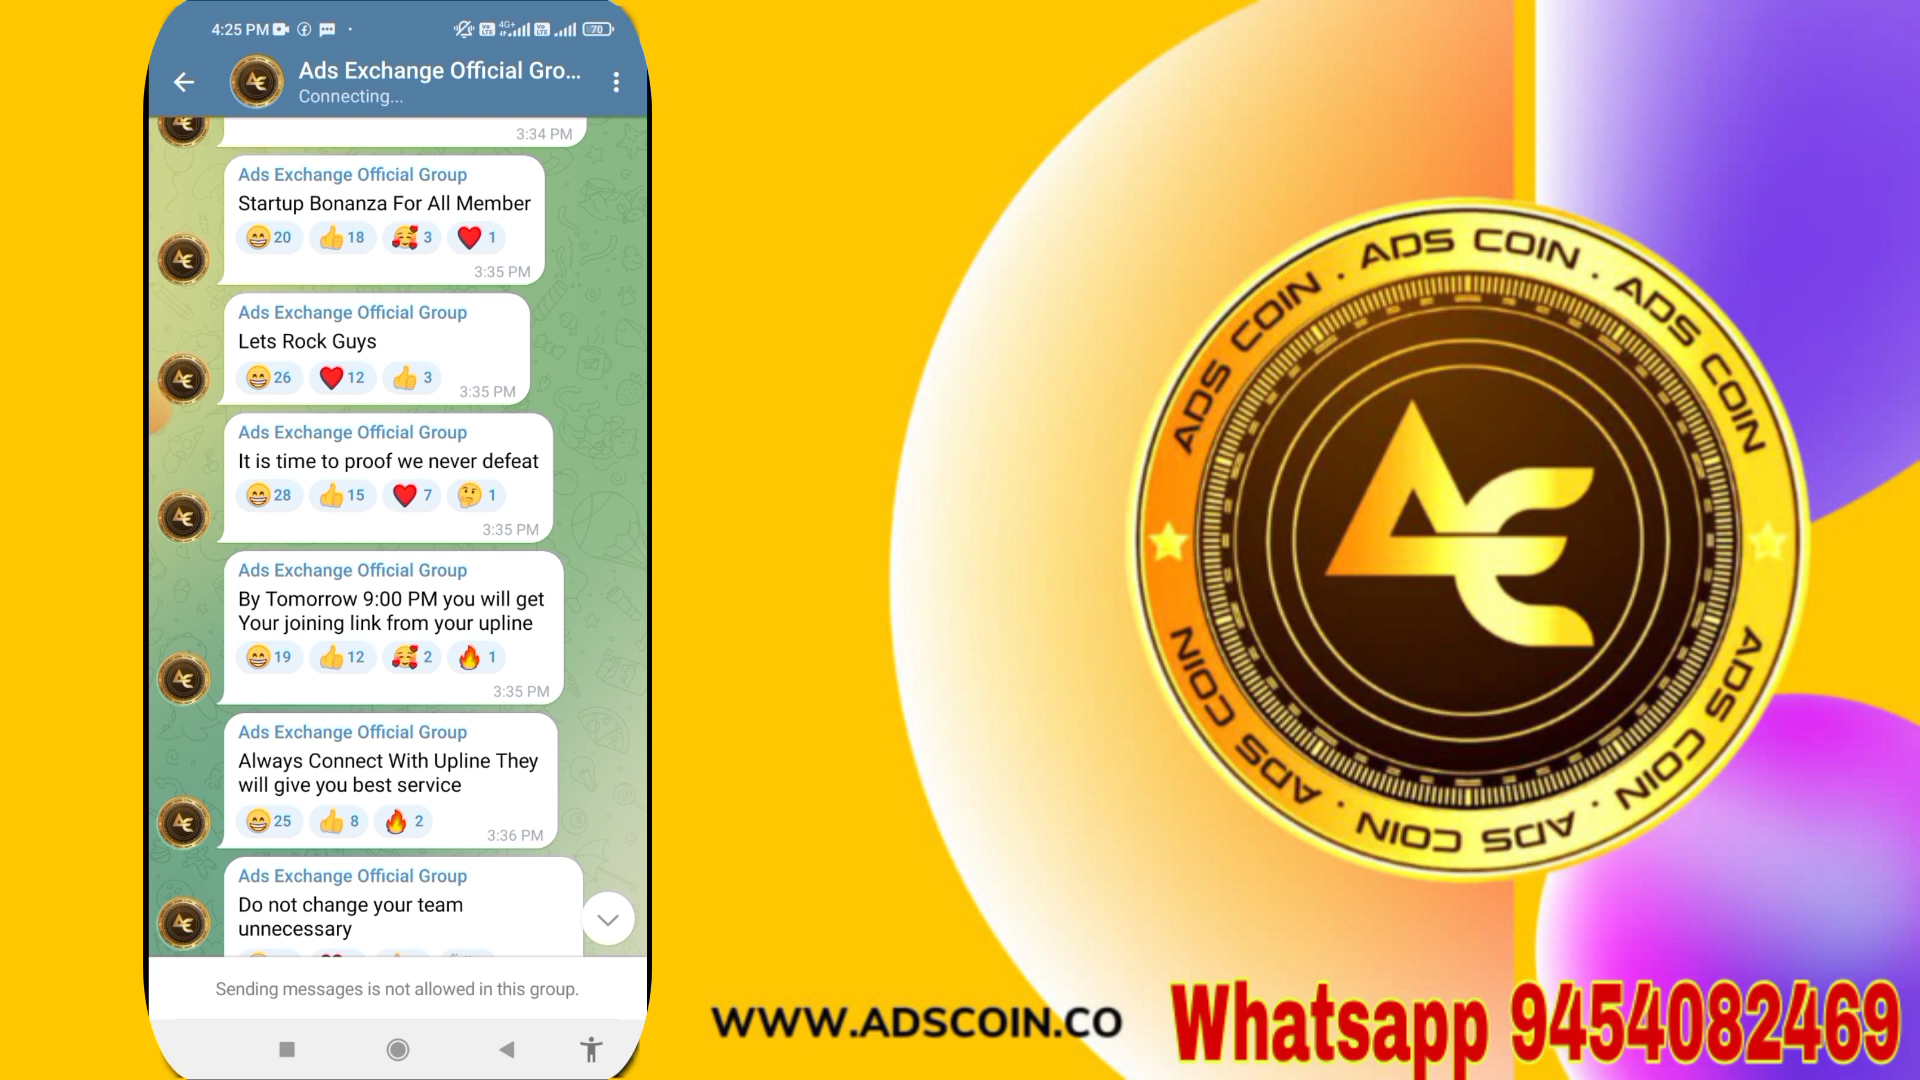 4:25 PM
4G+
Vo LTE
Vo LTE
70
Ads Exchange Official Gro...
Connecting...
3:34 PM
Ads Exchange Official Group
Startup Bonanza For All Member
20 18 3 1
3:35 PM
Ads Exchange Official Group
Lets Rock Guys
26 12 3
3:35 PM
Ads Exchange Official Group
It is time to proof we never defeat
28 15 7 1
3:35 PM
Ads Exchange Official Group
By Tomorrow 9:00 PM you will get
Your joining link from your upline
19 12 2 1
3:35 PM
Ads Exchange Official Group
Always Connect With Upline They
will give you best service
25 8 2
3:36 PM
Ads Exchange Official Group
Do not change your team
unnecessary
Sending messages is not allowed in this group.
ADS COIN . ADS COIN . ADS COIN
ADS COIN . ADS COIN . ADS COIN
WWW.ADSCOIN.CO
Whatsapp 9454082469